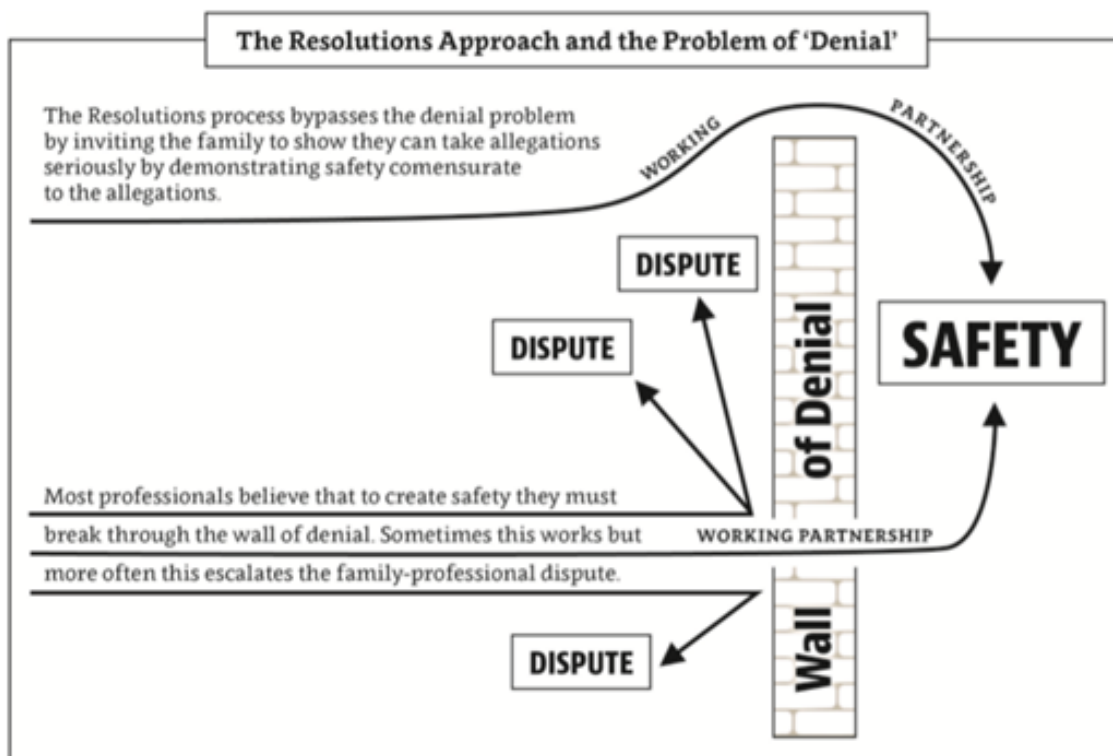 The Resolutions Approach and the Problem of ‘Denial’
The Resolutions process bypasses the denial problem
by inviting the family to show they can take allegations
seriously by demonstrating safety comensurate
to the allegations.
WORKING PARTNERSHIP
DISPUTE
DISPUTE
SAFETY
Wall of Denial
Most professionals believe that to create safety they must
break through the wall of denial. Sometimes this works but
more often this escalates the family-professional dispute.
WORKING PARTNERSHIP
DISPUTE